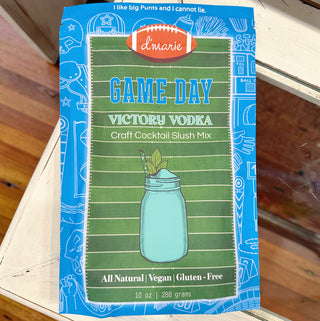 I like big Punts and I cannot lie.
d'marie
GAME DAY
VICTORY VODKA
Craft Cocktail Slush Mix
All Natural | Vegan | Gluten-Free
10 oz | 288 grams